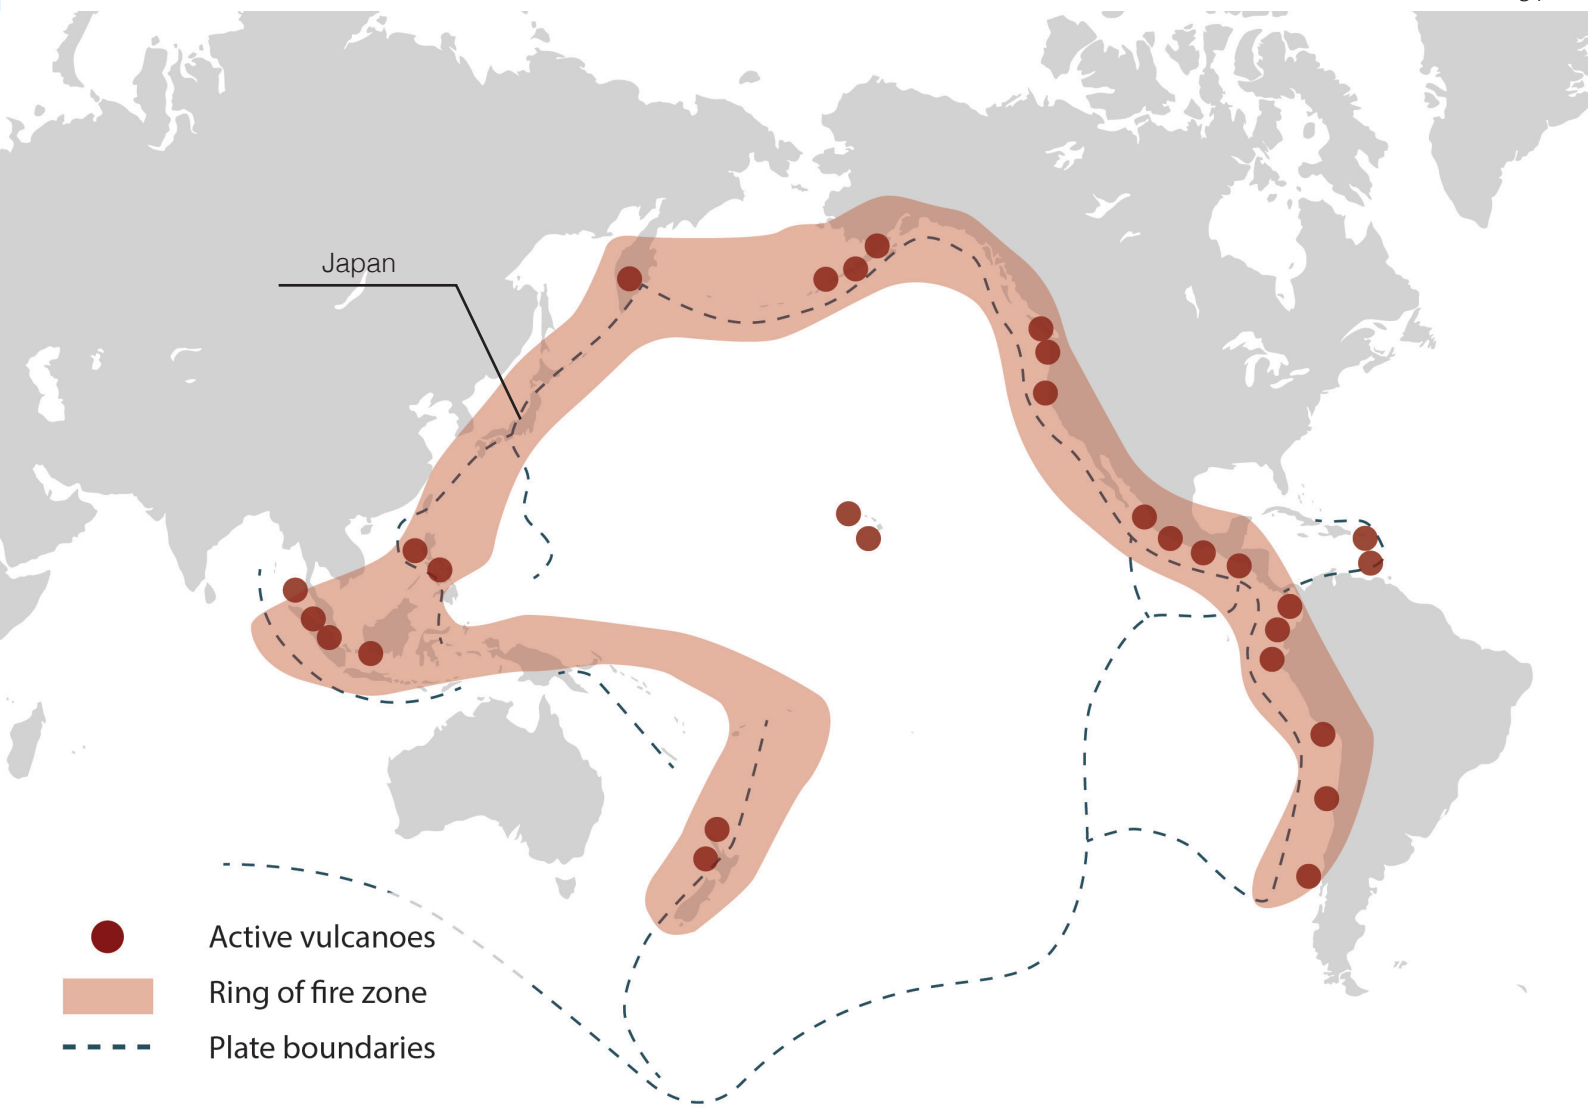 Japan
Active vulcanoes
Ring of fire zone
Plate boundaries